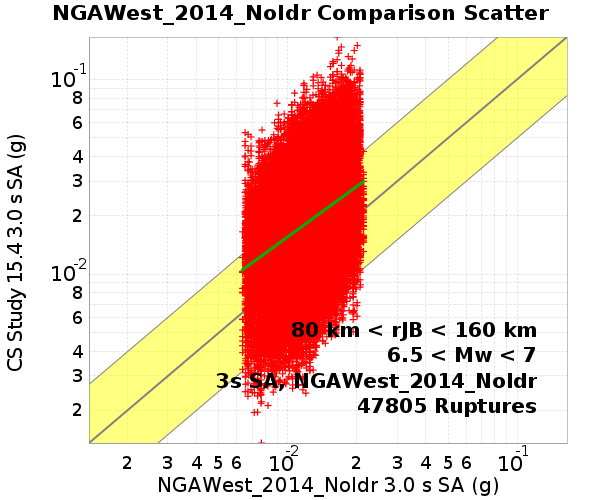 NGAWest_2014_NoIdr Comparison Scatter
CS Study 15.4 3.0 s SA (g)
10-1
8
6
4
3
2
10-2
8
6
4
3
2
80 km < rJB < 160 km
6.5 < Mw < 7
3s SA, NGAWest_2014_NoIdr
47805 Ruptures
2 3 4 5 6 10-2 2 3 4 5 6 10-1
NGAWest_2014_NoIdr 3.0 s SA (g)